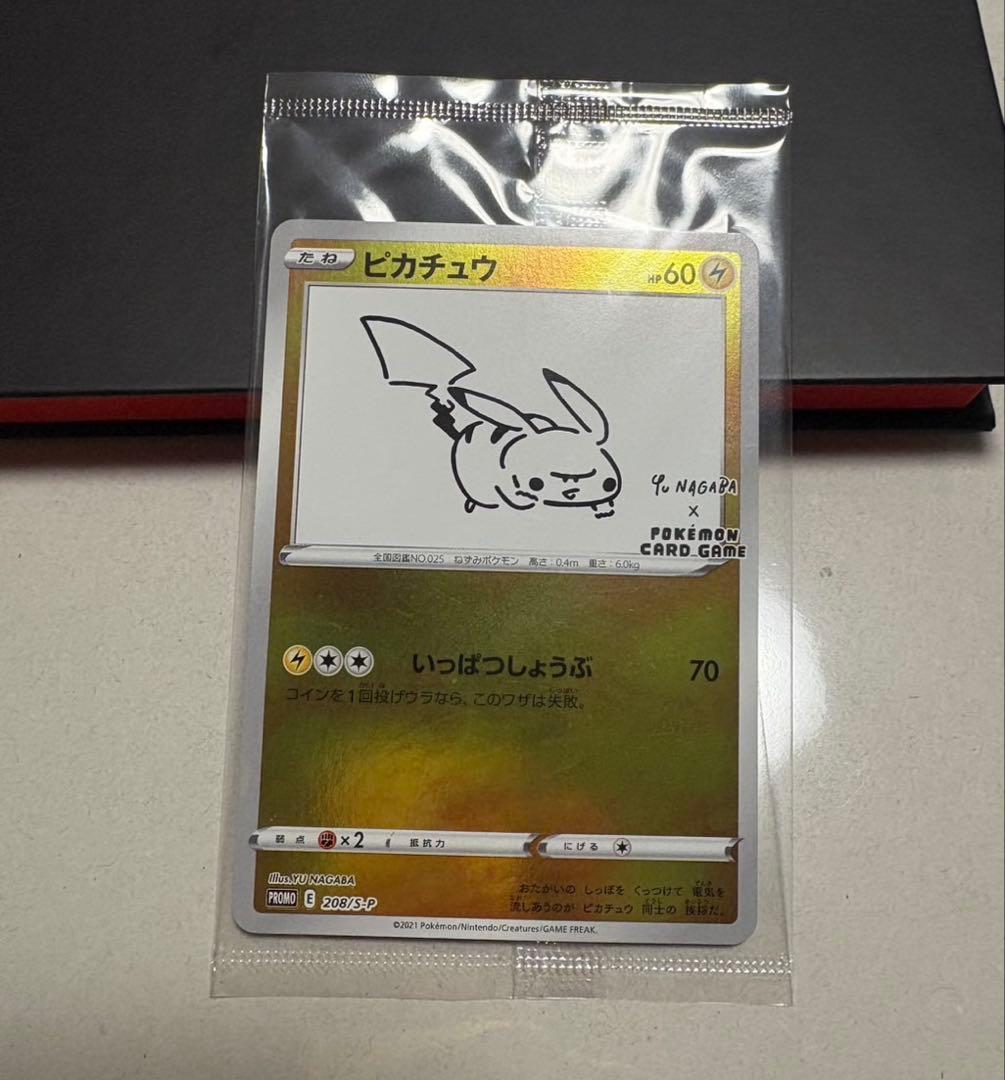 たね ピカチュウ HP60
Yu NAGABA
X
POKÉMON
CARD GAME
全国図鑑NO.025 ねずみポケモン 高さ:0.4m 重さ:6.0kg
いっぱつしょうぶ 70
コインを1回投げウラなら、このワザは失敗。
弱点 ×2 抵抗力 にげる
Illus.YU NAGABA
PROMO E 208/S-P
おたがいの しっぽを くっつけて 電気を
流しあうのが ピカチュウ 同士の 挨拶だ。
©2021 Pokémon/Nintendo/Creatures/GAME FREAK.